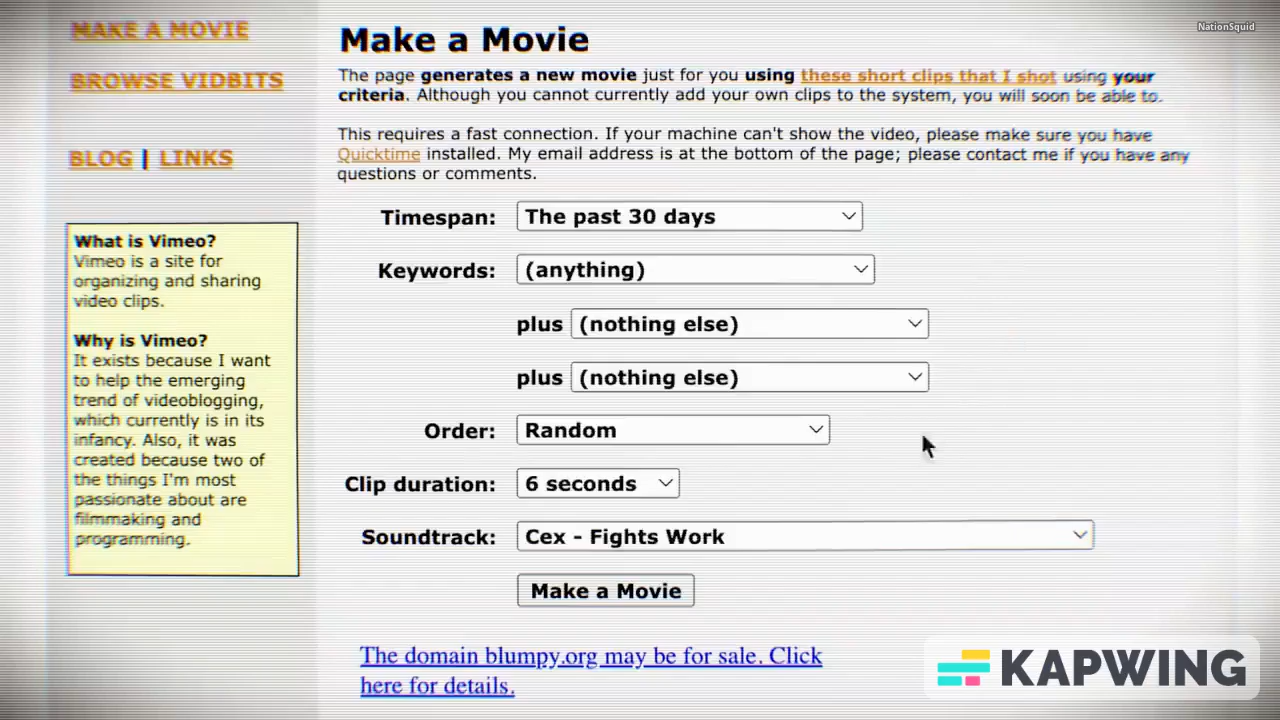 NationSquid
MAKE A MOVIE
BROWSE VIDBITS
BLOG | LINKS
What is Vimeo?
Vimeo is a site for
organizing and sharing
video clips.
Why is Vimeo?
It exists because I want
to help the emerging
trend of videoblogging,
which currently is in its
infancy. Also, it was
created because two of
the things I'm most
passionate about are
filmmaking and
programming.
Make a Movie
The page generates a new movie just for you using these short clips that I shot using your
criteria. Although you cannot currently add your own clips to the system, you will soon be able to.
This requires a fast connection. If your machine can't show the video, please make sure you have
Quicktime installed. My email address is at the bottom of the page; please contact me if you have any
questions or comments.
Timespan: The past 30 days
Keywords: (anything)
plus (nothing else)
plus (nothing else)
Order: Random
Clip duration: 6 seconds
Soundtrack: Cex - Fights Work
Make a Movie
The domain blumpy.org may be for sale. Click
here for details.
KAPWING